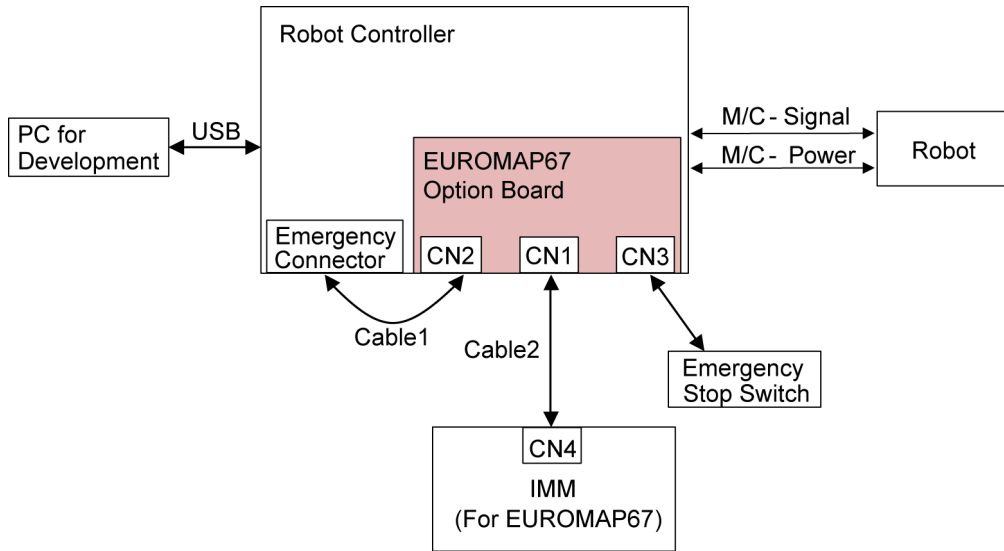 Robot Controller
PC for
Development
USB
EUROMAP67
Option Board
M/C - Signal
M/C - Power
Robot
Emergency
Connector
CN2
CN1
CN3
Cable1
Cable2
Emergency
Stop Switch
CN4
IMM
(For EUROMAP67)